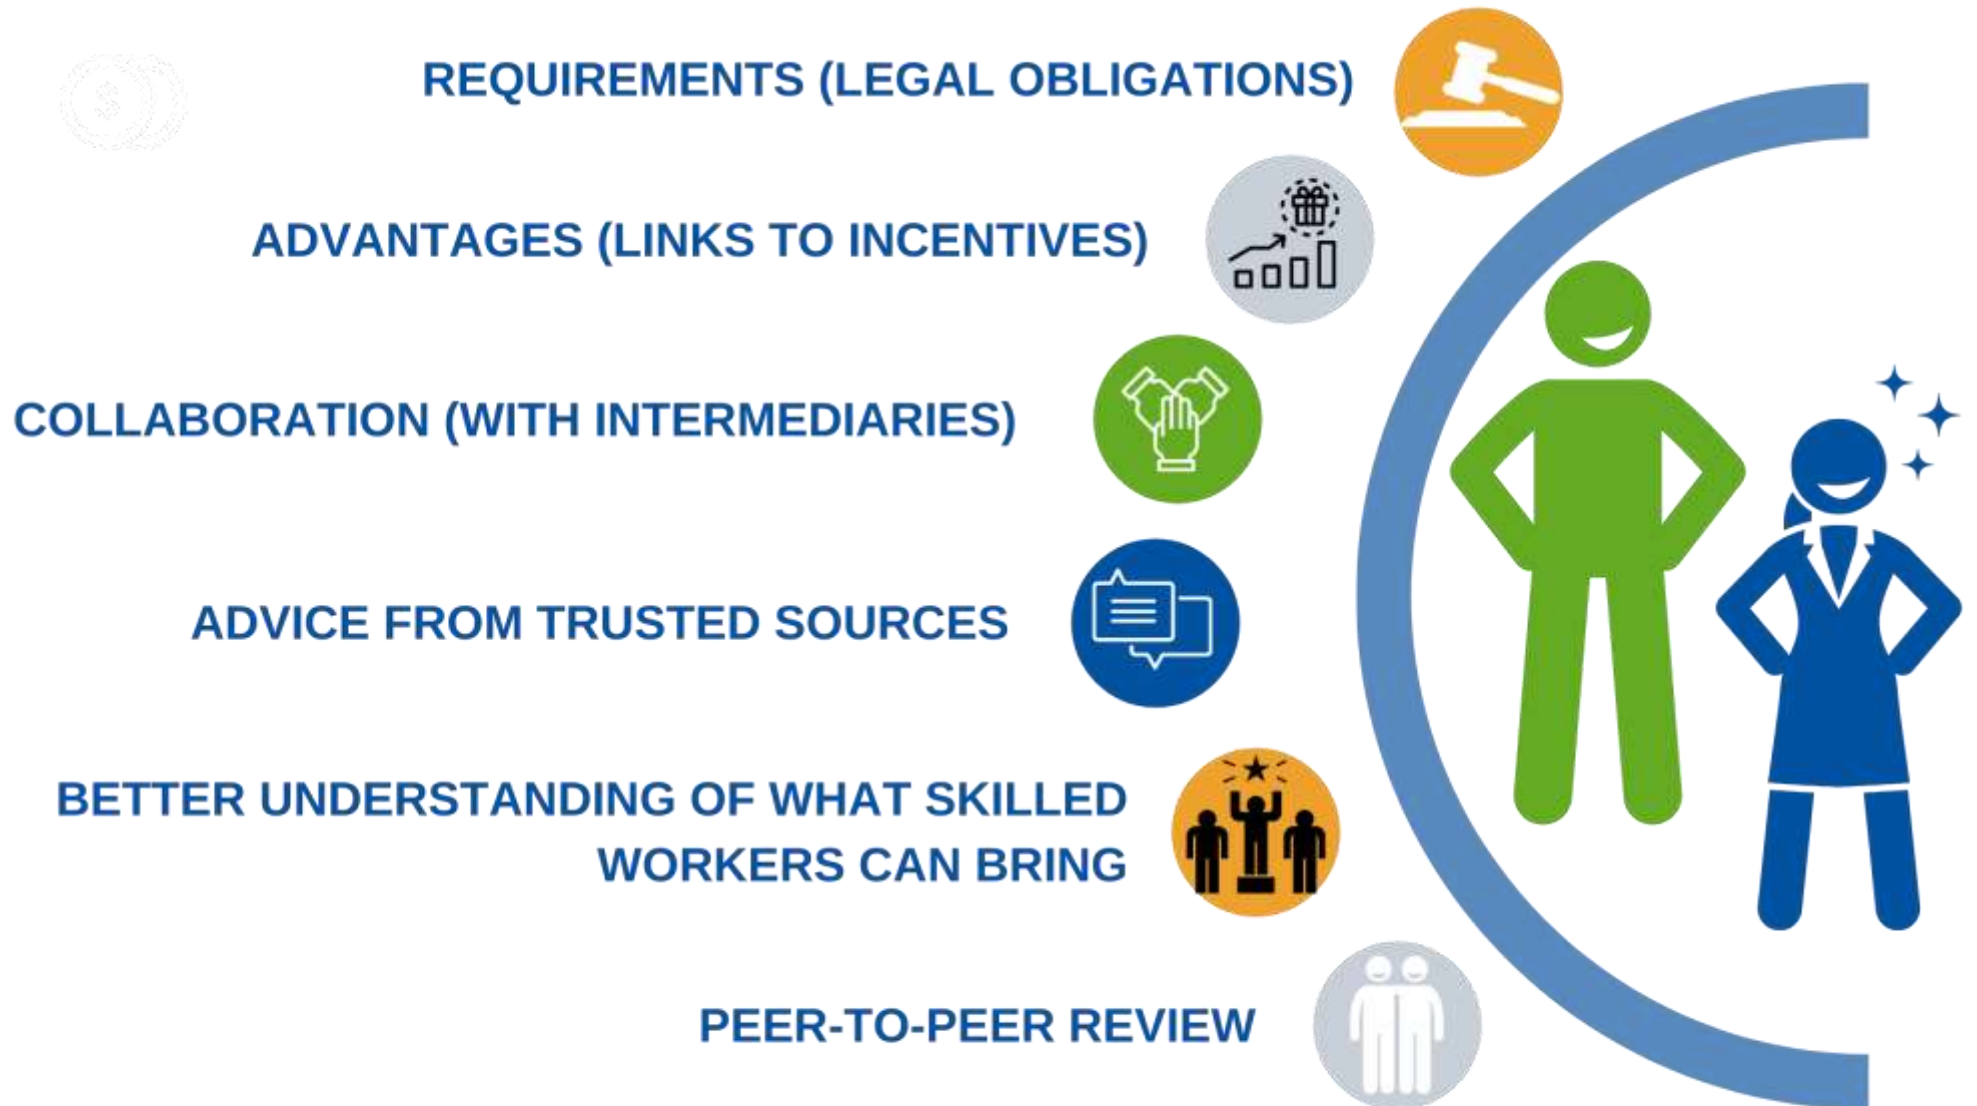 REQUIREMENTS (LEGAL OBLIGATIONS)
ADVANTAGES (LINKS TO INCENTIVES)
COLLABORATION (WITH INTERMEDIARIES)
ADVICE FROM TRUSTED SOURCES
BETTER UNDERSTANDING OF WHAT SKILLED
WORKERS CAN BRING
PEER-TO-PEER REVIEW